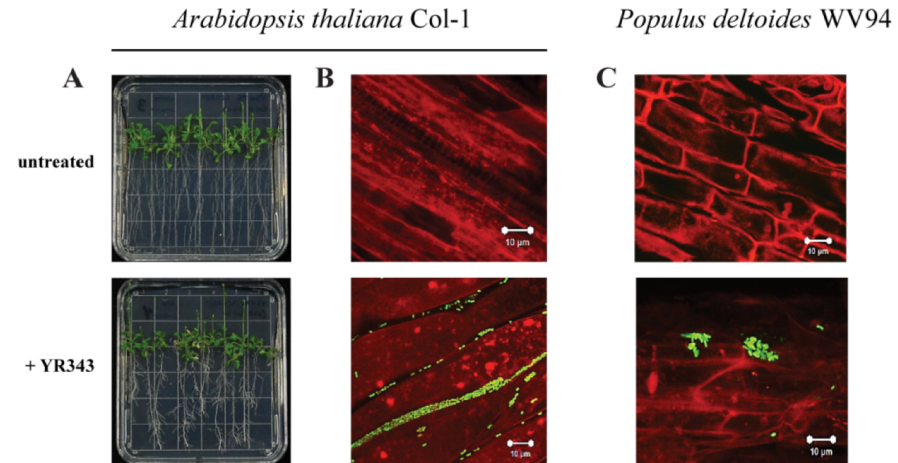 Arabidopsis thaliana Col-1
Populus deltoides WV94
A
B
C
untreated
10 µm
10 µm
+ YR343
10 µm
10 µm